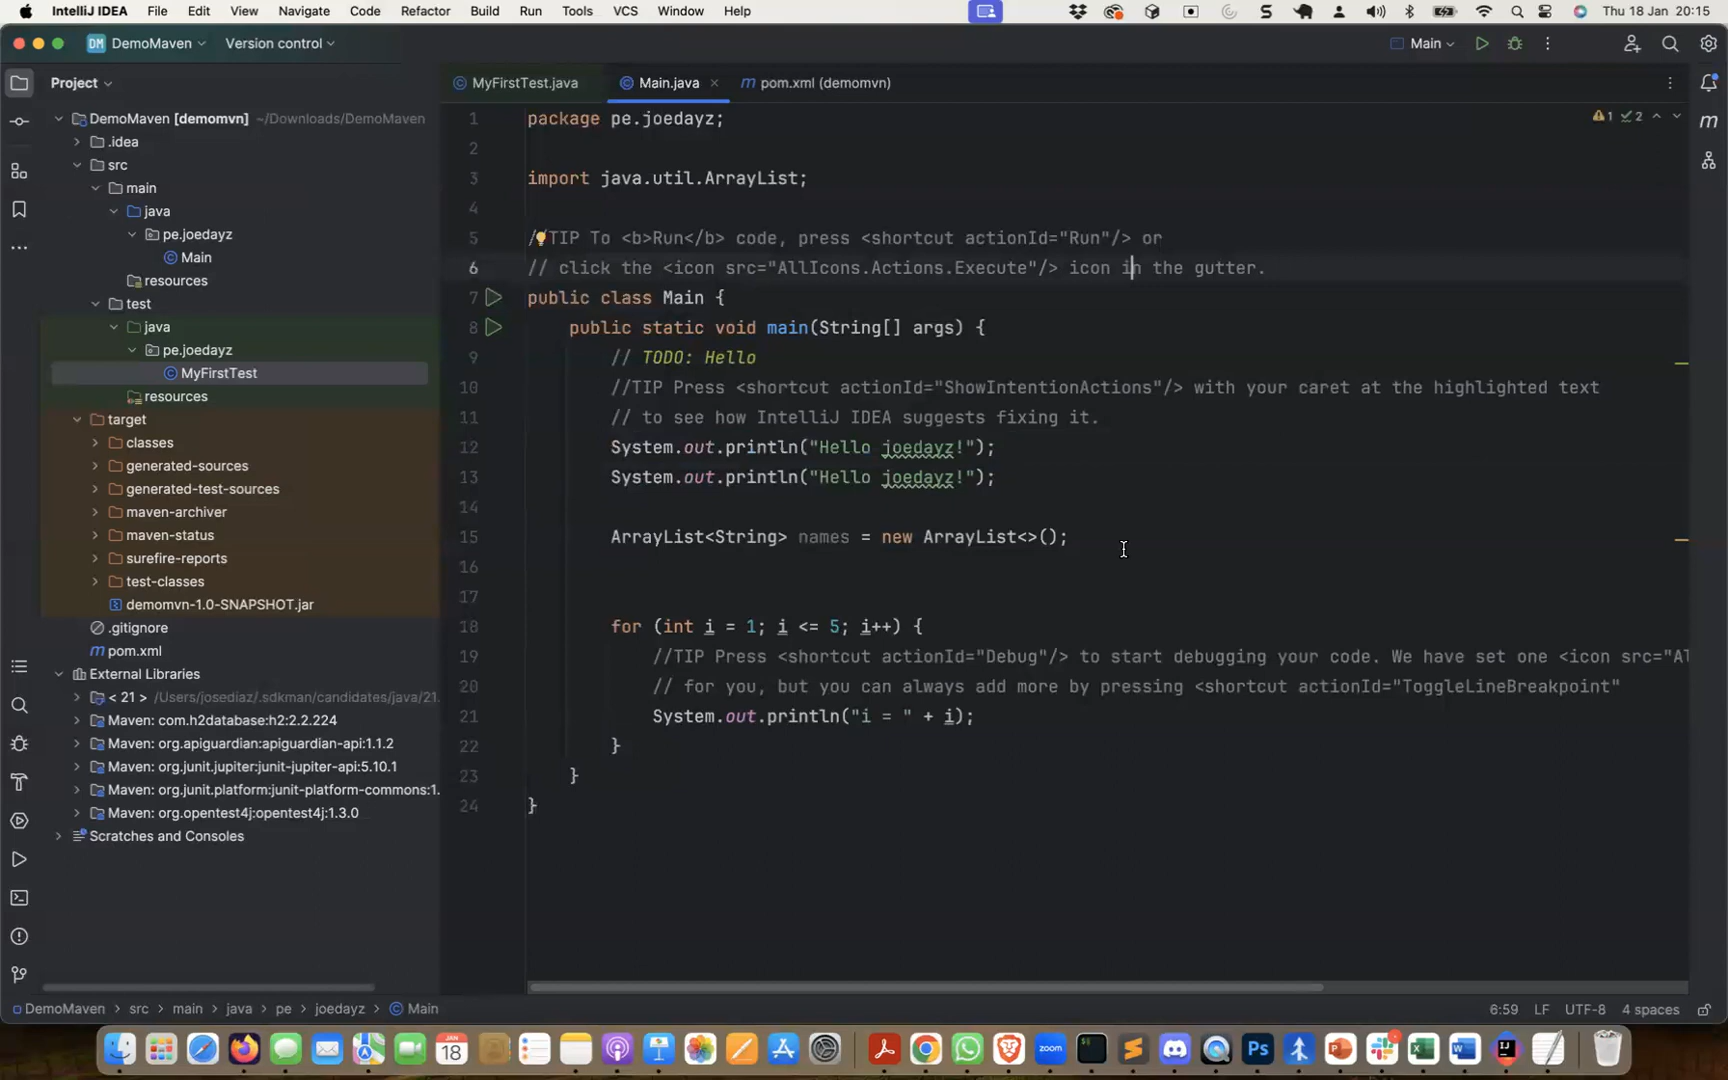 IntelliJ IDEA File Edit View Navigate Code Refactor Build Run Tools VCS Window Help Thu 18 Jan 20:15
DM DemoMaven Version control Main
Project
MyFirstTest.java Main.java pom.xml (demomvn)
DemoMaven [demomvn] ~/Downloads/DemoMaven
.idea
src
main
java
pe.joedayz
Main
resources
test
java
pe.joedayz
MyFirstTest
resources
target
classes
generated-sources
generated-test-sources
maven-archiver
maven-status
surefire-reports
test-classes
demomvn-1.0-SNAPSHOT.jar
.gitignore
pom.xml
External Libraries
< 21 > /Users/josediaz/.sdkman/candidates/java/21.
Maven: com.h2database:h2:2.2.224
Maven: org.apiguardian:apiguardian-api:1.1.2
Maven: org.junit.jupiter:junit-jupiter-api:5.10.1
Maven: org.junit.platform:junit-platform-commons:1.
Maven: org.opentest4j:opentest4j:1.3.0
Scratches and Consoles
1 package pe.joedayz;
2
3 import java.util.ArrayList;
4
5 //TIP To <b>Run</b> code, press <shortcut actionId="Run"/> or
6 // click the <icon src="AllIcons.Actions.Execute"/> icon in the gutter.
7 public class Main {
8 public static void main(String[] args) {
9 // TODO: Hello
10 //TIP Press <shortcut actionId="ShowIntentionActions"/> with your caret at the highlighted text
11 // to see how IntelliJ IDEA suggests fixing it.
12 System.out.println("Hello joedayz!");
13 System.out.println("Hello joedayz!");
14
15 ArrayList<String> names = new ArrayList<>();
16
17
18 for (int i = 1; i <= 5; i++) {
19 //TIP Press <shortcut actionId="Debug"/> to start debugging your code. We have set one <icon src="Al
20 // for you, but you can always add more by pressing <shortcut actionId="ToggleLineBreakpoint"
21 System.out.println("i = " + i);
22 }
23 }
24 }
1 2
DemoMaven > src > main > java > pe > joedayz > Main 6:59 LF UTF-8 4 spaces
JAN 18 zoom Ps